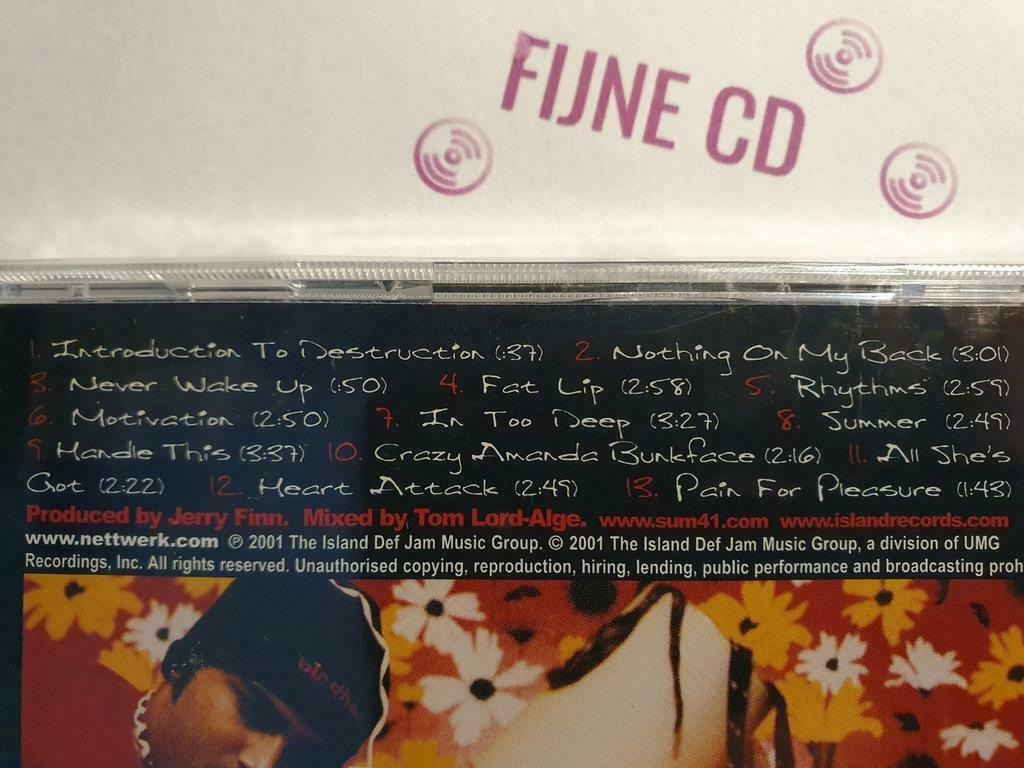 FIJNE CD
1. Introduction To Destruction (:37) 2. Nothing On My Back (3:01)
3. Never Wake Up (:50) 4. Fat Lip (2:58) 5. Rhythms (2:59)
6. Motivation (2:50) 7. In Too Deep (3:27) 8. Summer (2:49)
9. Handle This (3:37) 10. Crazy Amanda Bunkface (2:16) 11. All She's
Got (2:22) 12. Heart Attack (2:49) 13. Pain For Pleasure (1:43)
Produced by Jerry Finn. Mixed by Tom Lord-Alge. www.sum41.com www.islandrecords.com
www.nettwerk.com ℗ 2001 The Island Def Jam Music Group. © 2001 The Island Def Jam Music Group, a division of UMG
Recordings, Inc. All rights reserved. Unauthorised copying, reproduction, hiring, lending, public performance and broadcasting proh